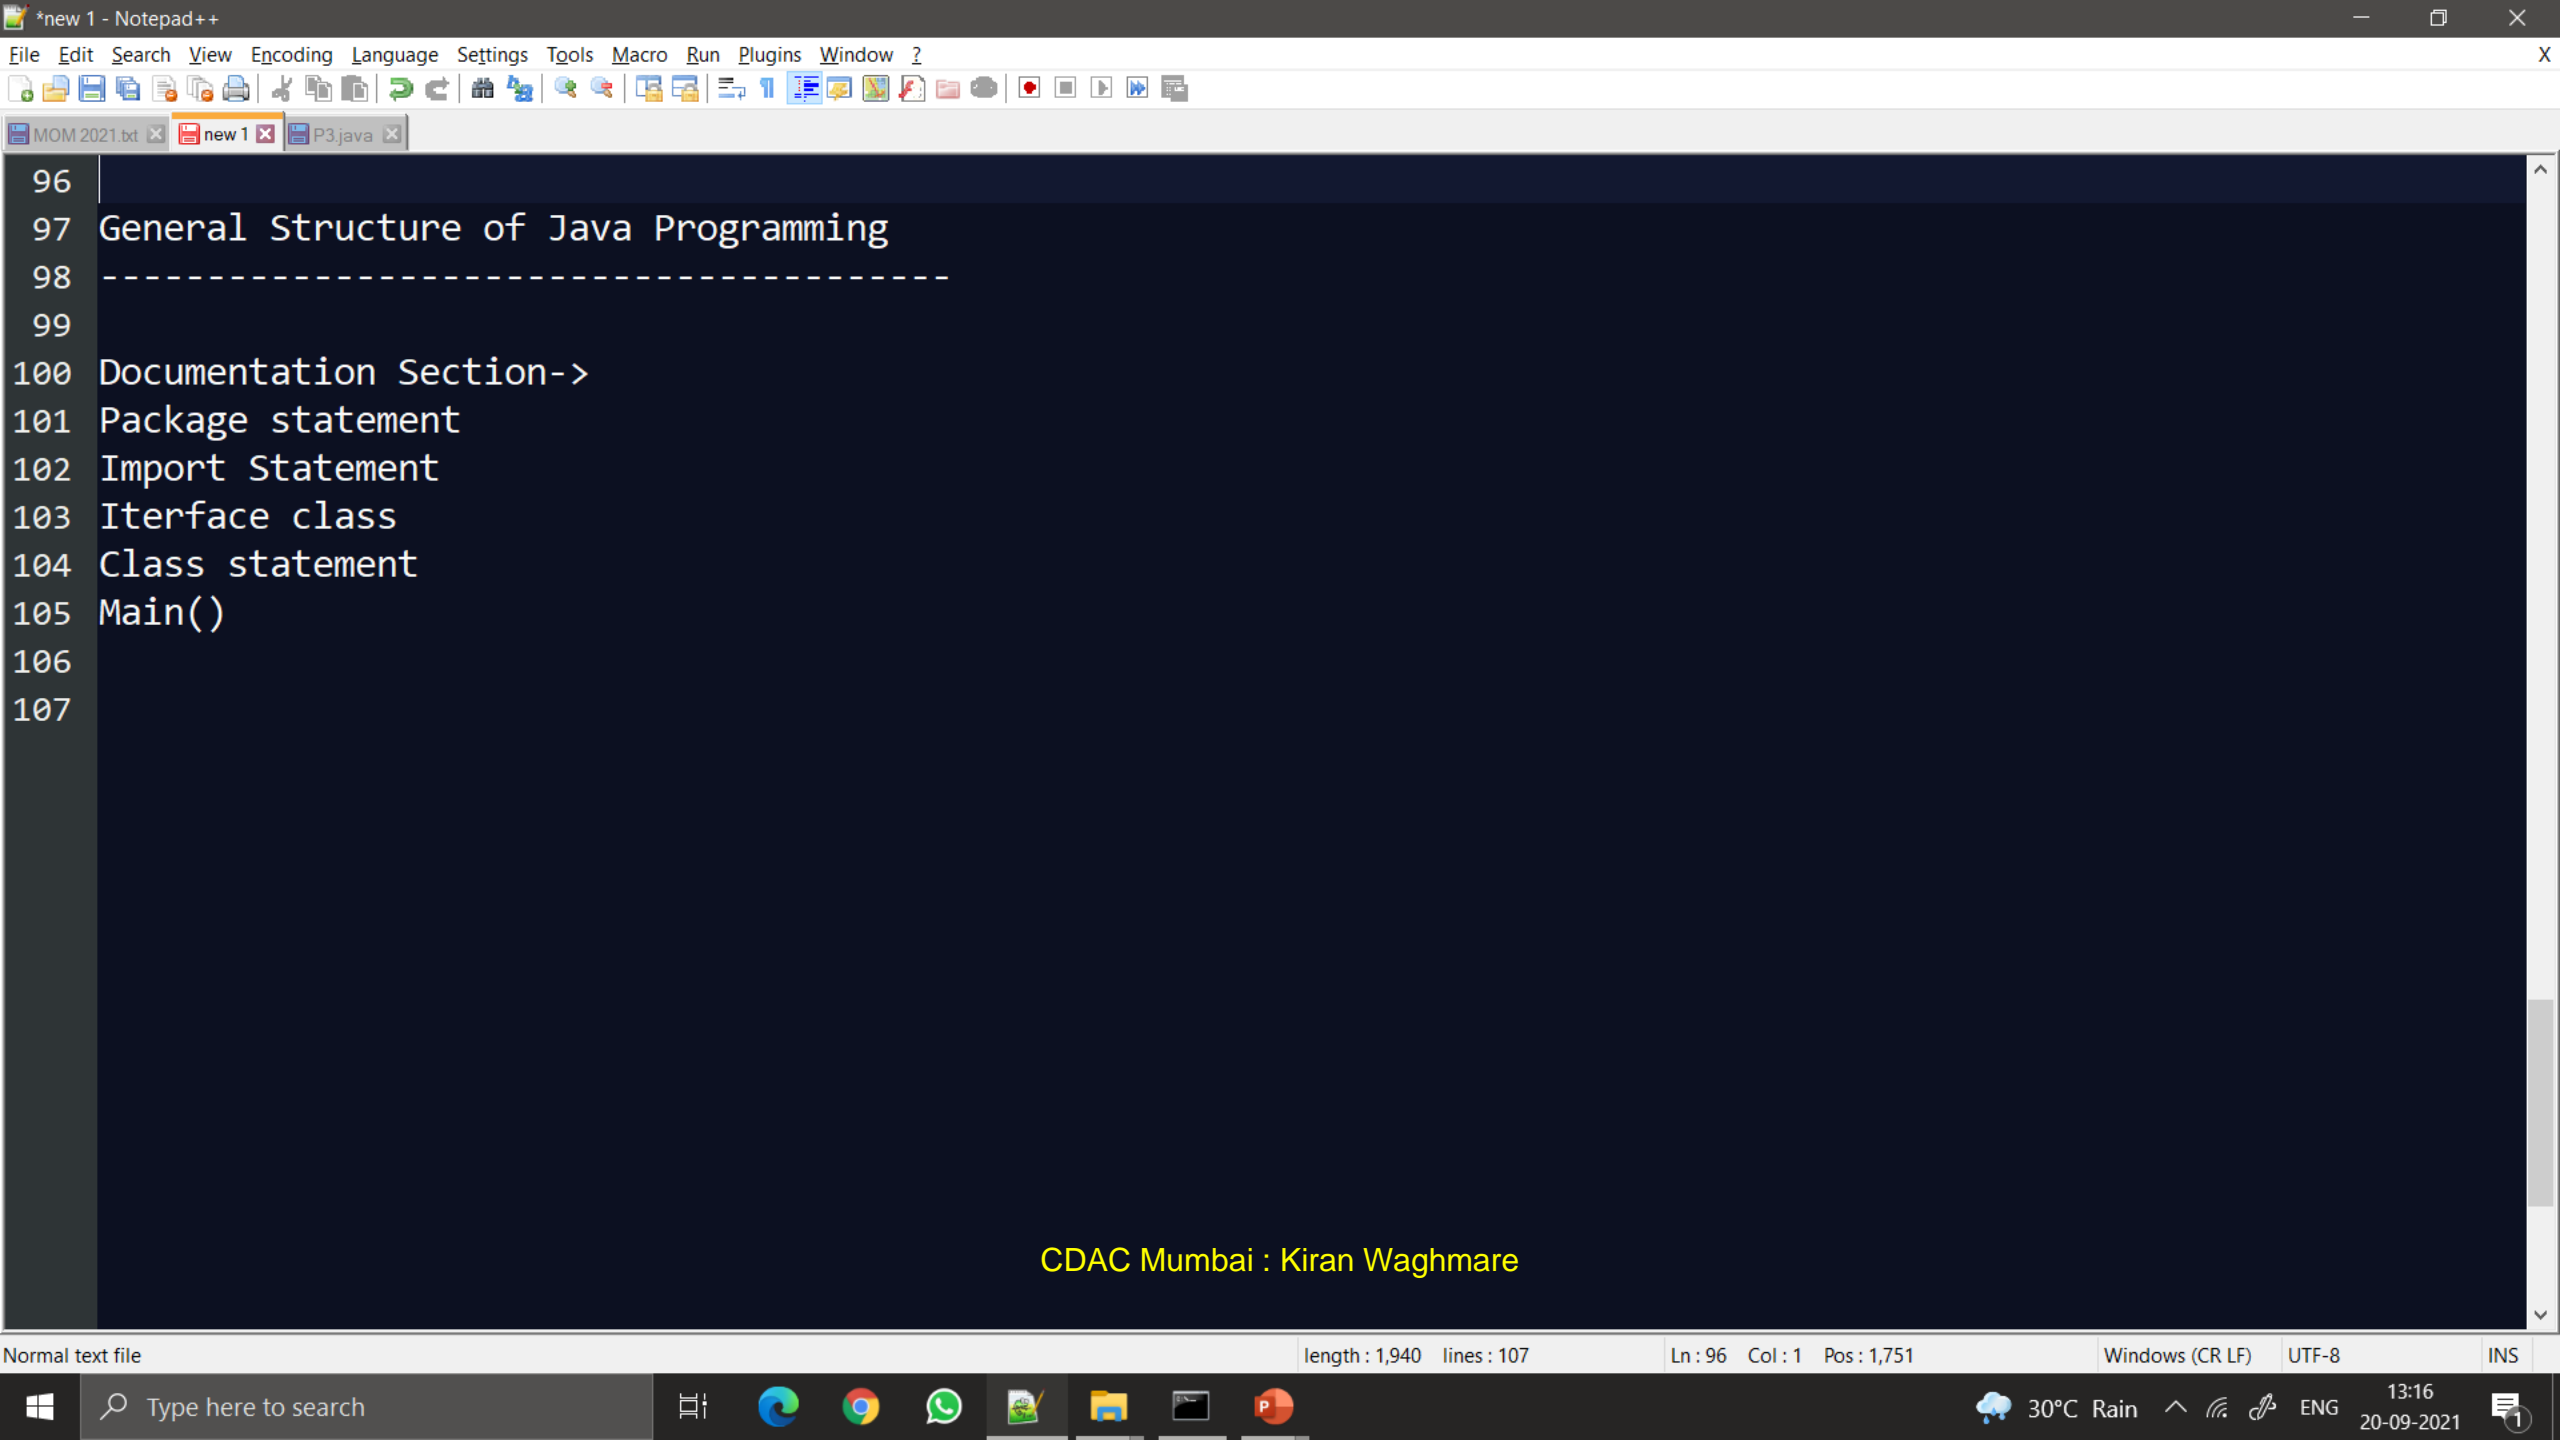 *new 1 - Notepad++
File Edit Search View Encoding Language Settings Tools Macro Run Plugins Window ? X
MOM 2021.txt new 1 P3.java
96
97 General Structure of Java Programming
98 ----------------------------------------
99
100 Documentation Section->
101 Package statement
102 Import Statement
103 Iterface class
104 Class statement
105 Main()
106
107
CDAC Mumbai : Kiran Waghmare
Normal text file length : 1,940 lines : 107 Ln : 96 Col : 1 Pos : 1,751 Windows (CR LF) UTF-8 INS
Type here to search 30°C Rain ENG 13:16
20-09-2021 1